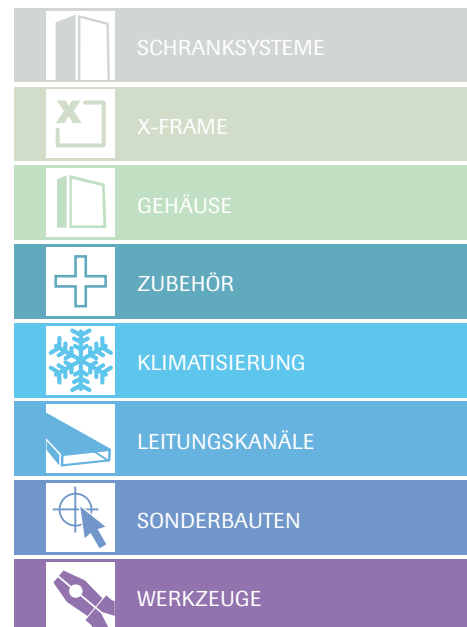 SCHRANKSYSTEME
X-FRAME
GEHÄUSE
ZUBEHÖR
KLIMATISIERUNG
LEITUNGSKANÄLE
SONDERBAUTEN
WERKZEUGE